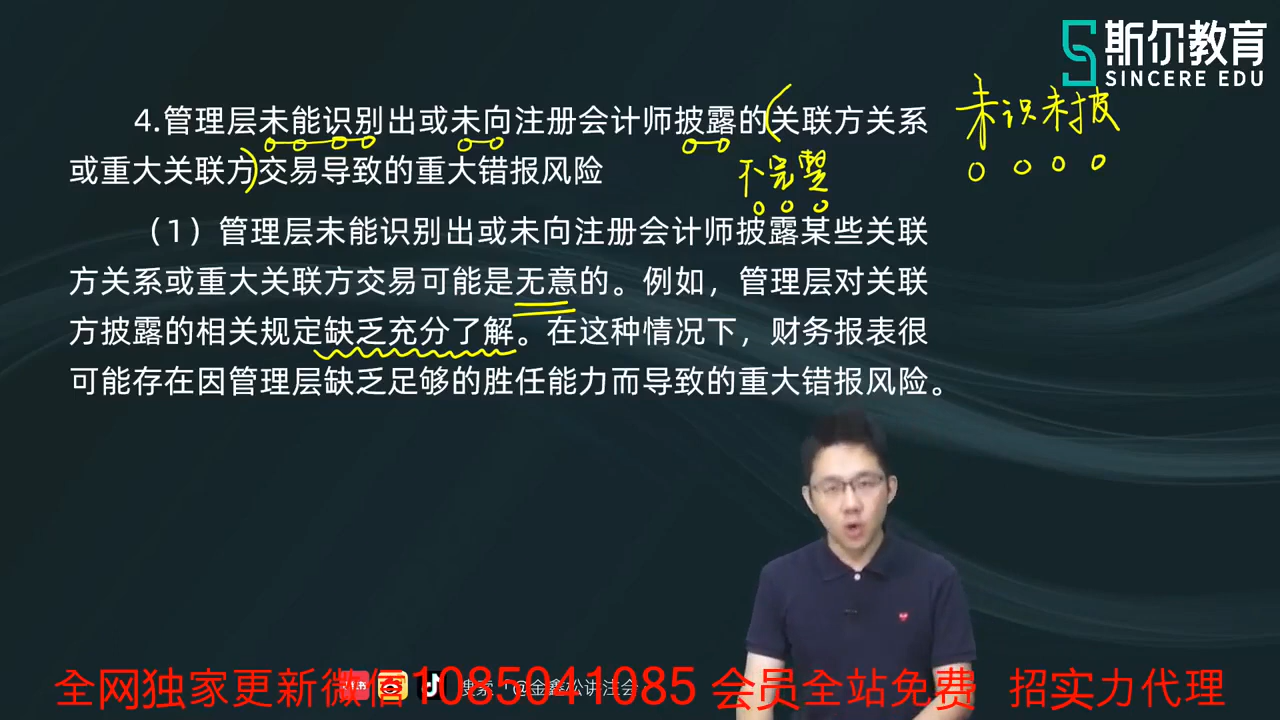 斯尔教育
SINCERE EDU
4.管理层未能识别出或未向注册会计师披露的(关联方关系
未识未披
或重大关联方)交易导致的重大错报风险
不完整
（1）管理层未能识别出或未向注册会计师披露某些关联
方关系或重大关联方交易可能是无意的。例如，管理层对关联
方披露的相关规定缺乏充分了解。在这种情况下，财务报表很
可能存在因管理层缺乏足够的胜任能力而导致的重大错报风险。
搜索「@金鑫松讲注会
全网独家更新微信1085041085 会员全站免费 招实力代理